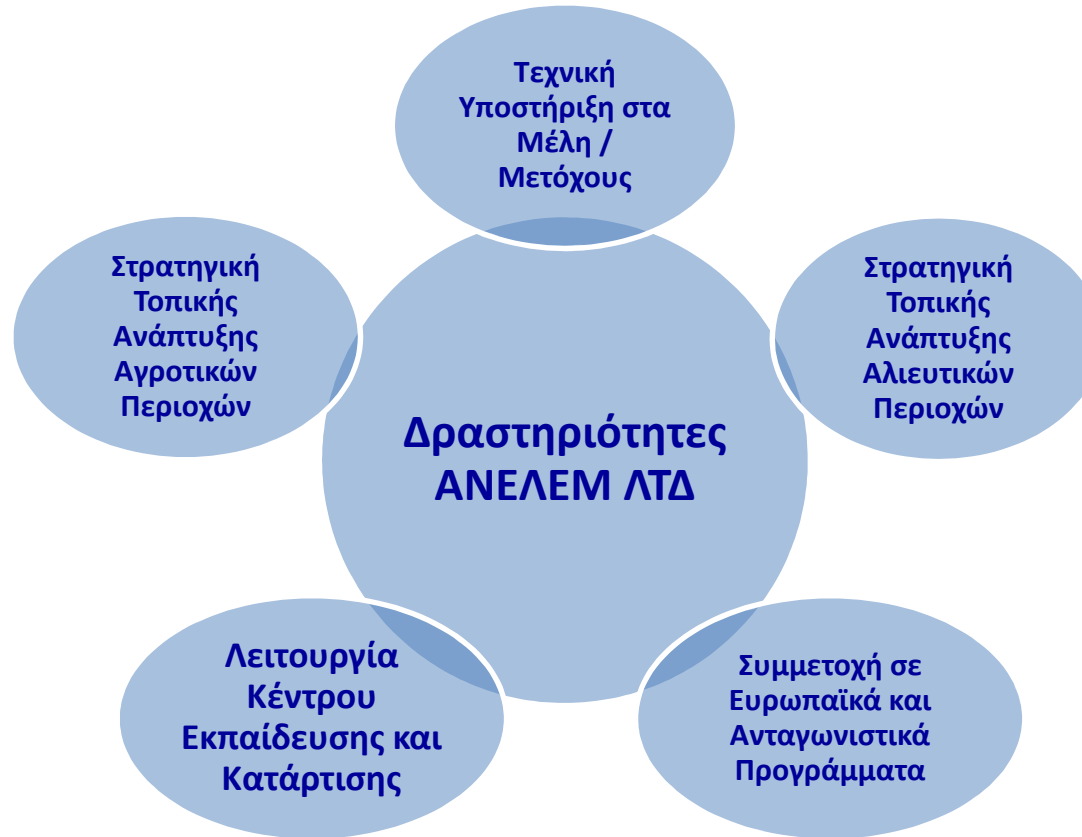 Τεχνική
Υποστήριξη στα
Μέλη /
Μετόχους
Στρατηγική
Τοπικής
Ανάπτυξης
Αγροτικών
Περιοχών
Στρατηγική
Τοπικής
Ανάπτυξης
Αλιευτικών
Περιοχών
Δραστηριότητες
ΑΝΕΛΕΜ ΛΤΔ
Λειτουργία
Κέντρου
Εκπαίδευσης και
Κατάρτισης
Συμμετοχή σε
Ευρωπαϊκά και
Ανταγωνιστικά
Προγράμματα